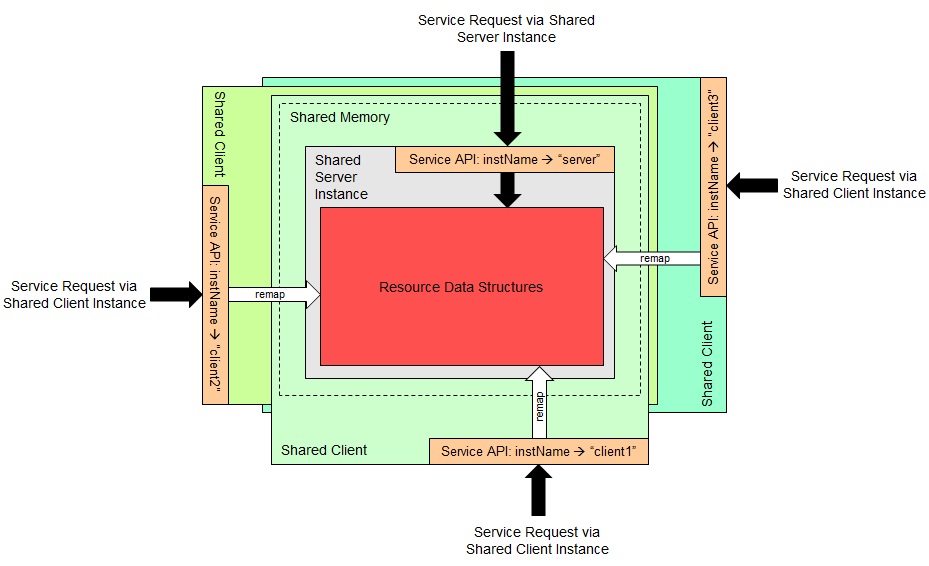 Service Request via Shared
Server Instance
Shared Client
Shared Memory
Service API: instName → “server”
Shared
Server
Instance
Service API: instName → “client3”
Service Request via
Shared Client Instance
Service API: instName → “client2”
remap
Resource Data Structures
Service Request via
Shared Client Instance
remap
remap
Shared Client
Shared Client
Service API: instName → “client1”
Service Request via
Shared Client Instance